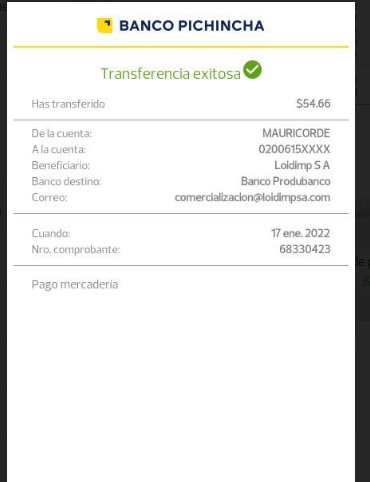 BANCO PICHINCHA
Transferencia exitosa
Has transferido $54.66
De la cuenta: MAURICORDE
A la cuenta: 0200615XXXX
Beneficiario: Loidimp S A
Banco destino: Banco Produbanco
Correo: comercializacion@loidimpsa.com
Cuando: 17 ene. 2022
Nro. comprobante: 68330423
Pago mercadería